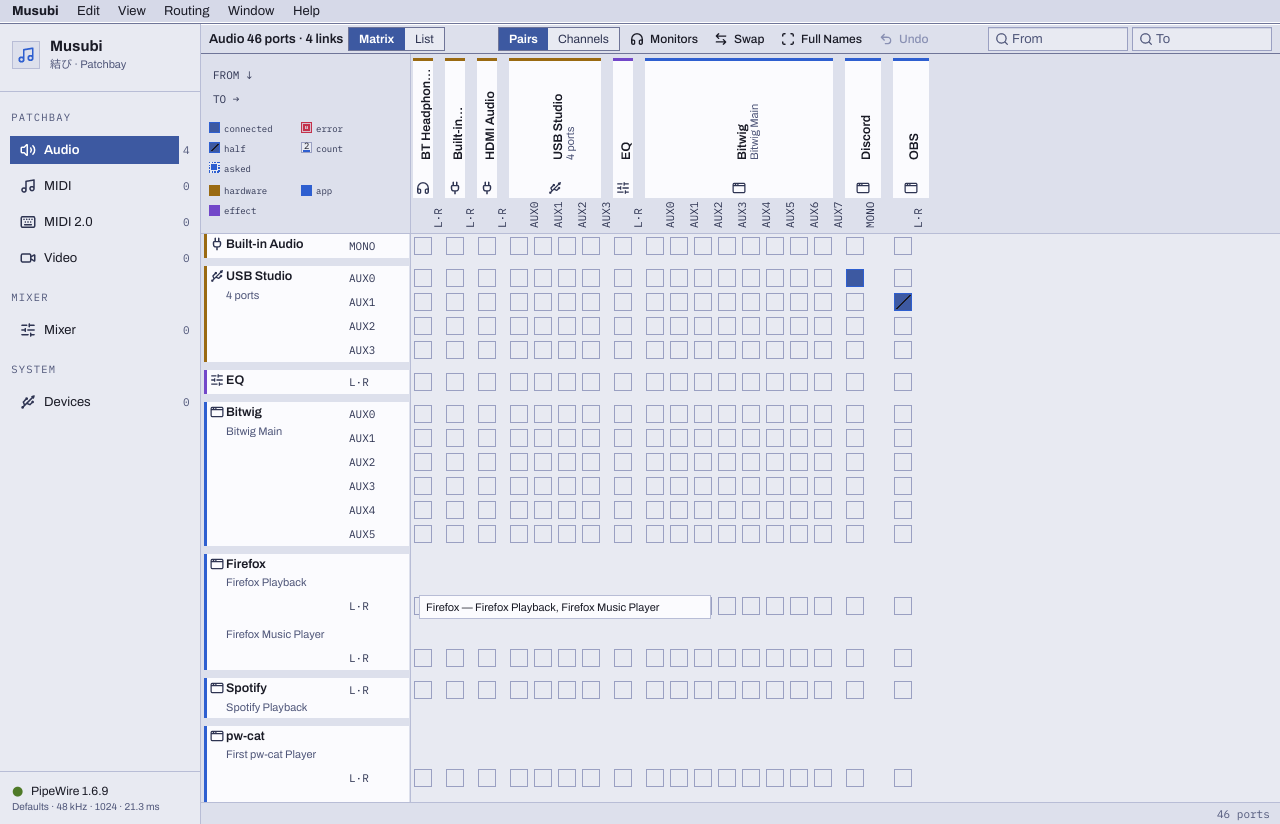 Musubi Edit View Routing Window Help
Musubi
結び · Patchbay
Audio 46 ports · 4 links
Matrix List
Pairs Channels
Monitors Swap Full Names Undo
From To
PATCHBAY
Audio 4
MIDI 0
MIDI 2.0 0
Video 0
MIXER
Mixer 0
SYSTEM
Devices 0
PipeWire 1.6.9
Defaults · 48 kHz · 1024 · 21.3 ms
FROM ↓
TO →
connected error
half 2 count
asked
hardware app
effect
BT Headphon…
Built-in…
HDMI Audio
USB Studio
4 ports
EQ
Bitwig
Bitwig Main
Discord
OBS
L·R L·R L·R AUX0 AUX1 AUX2 AUX3 L·R AUX0 AUX1 AUX2 AUX3 AUX4 AUX5 AUX6 AUX7 MONO L·R
Built-in Audio MONO
USB Studio AUX0
4 ports AUX1
AUX2
AUX3
EQ L·R
Bitwig AUX0
Bitwig Main AUX1
AUX2
AUX3
AUX4
AUX5
Firefox
Firefox Playback
L·R
Firefox — Firefox Playback, Firefox Music Player
Firefox Music Player
L·R
Spotify L·R
Spotify Playback
pw-cat
First pw-cat Player
L·R
46 ports